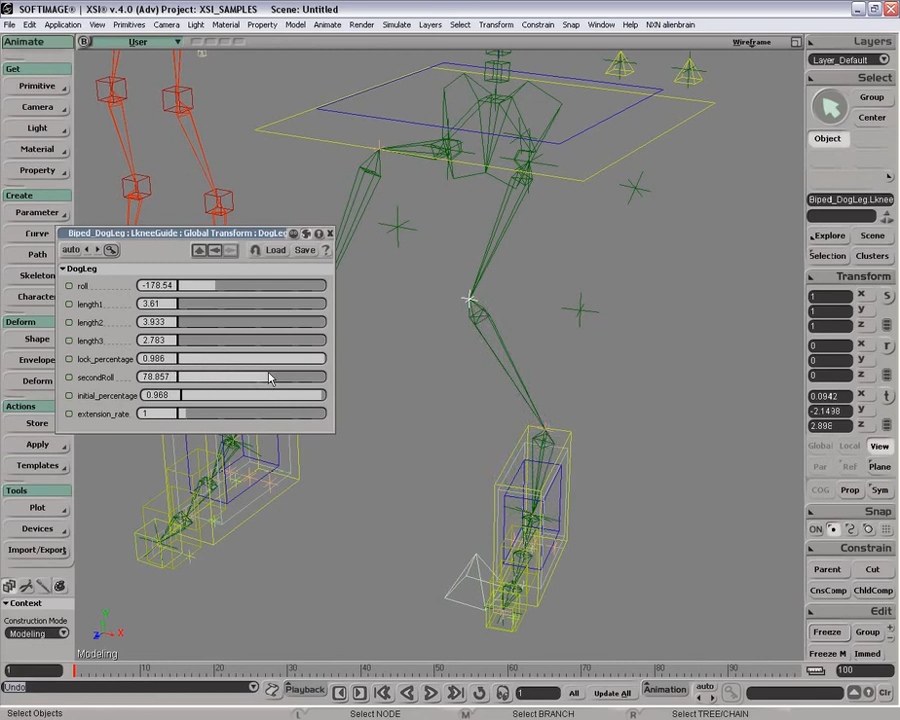 SOFTIMAGE® | XSI® v.4.0 (Adv) Project: XSI_SAMPLES Scene: Untitled
File Edit View Primitives Camera Light Material Property Model Animate Render Simulate Layers Select Transform Constrain Snap Window Help NXN alienbrain
Animate
B User
Wireframe
Get
Primitive
Camera
Light
Material
Property
Create
Parameter
Curve
Path
Skeleton
Character
Deform
Shape
Envelope
Deform
Actions
Store
Apply
Templates
Tools
Plot
Devices
Import/Export
Context
Construction Mode
Modeling
Biped_DogLeg : LkneeGuide : Global Transform : DogLeg
auto
Load Save ?
DogLeg
roll -178.54
length1 3.61
length2 3.933
length3 2.783
lock_percentage 0.986
secondRoll 78.857
initial_percentage 0.968
extension_rate 1
Y
Z X
Modeling
Layers
Layer_Default
Select
Group
Center
Object
Biped_DogLeg.Lknee
Explore Scene
Selection Clusters
Transform
1 x S
1 y
1 z
0 x r
0 y
0 z
0.0942 x t
-2.1498 y
2.898 z
Global Local View
Par Ref Plane
COG Prop Sym
Snap
ON
Constrain
Parent Cut
CnsComp ChldComp
Edit
Freeze Group
Freeze M Immed
1 10 20 30 40 50 60 70 80 90 100
Undo
Playback
1 All Update All Animation auto
Clr
Select Objects L Select NODE M Select BRANCH R Select TREE/CHAIN